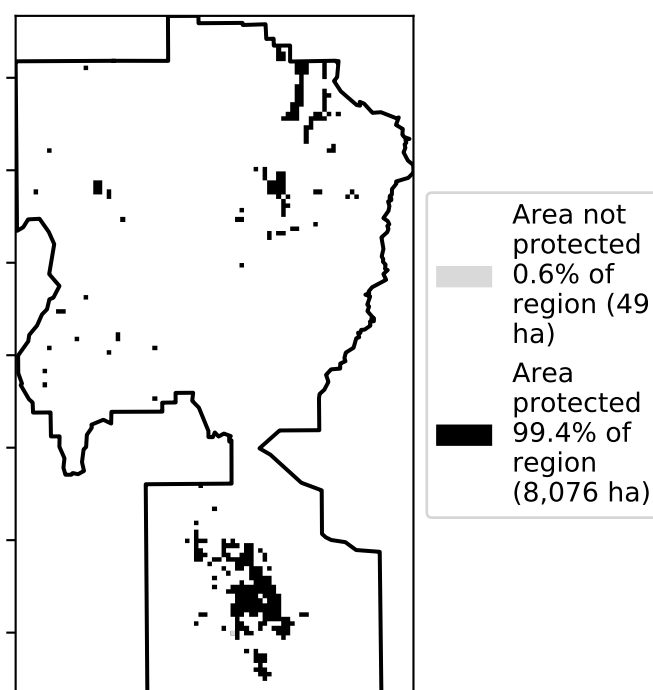 Area not
protected
0.6% of
region (49
ha)
Area
protected
99.4% of
region
(8,076 ha)